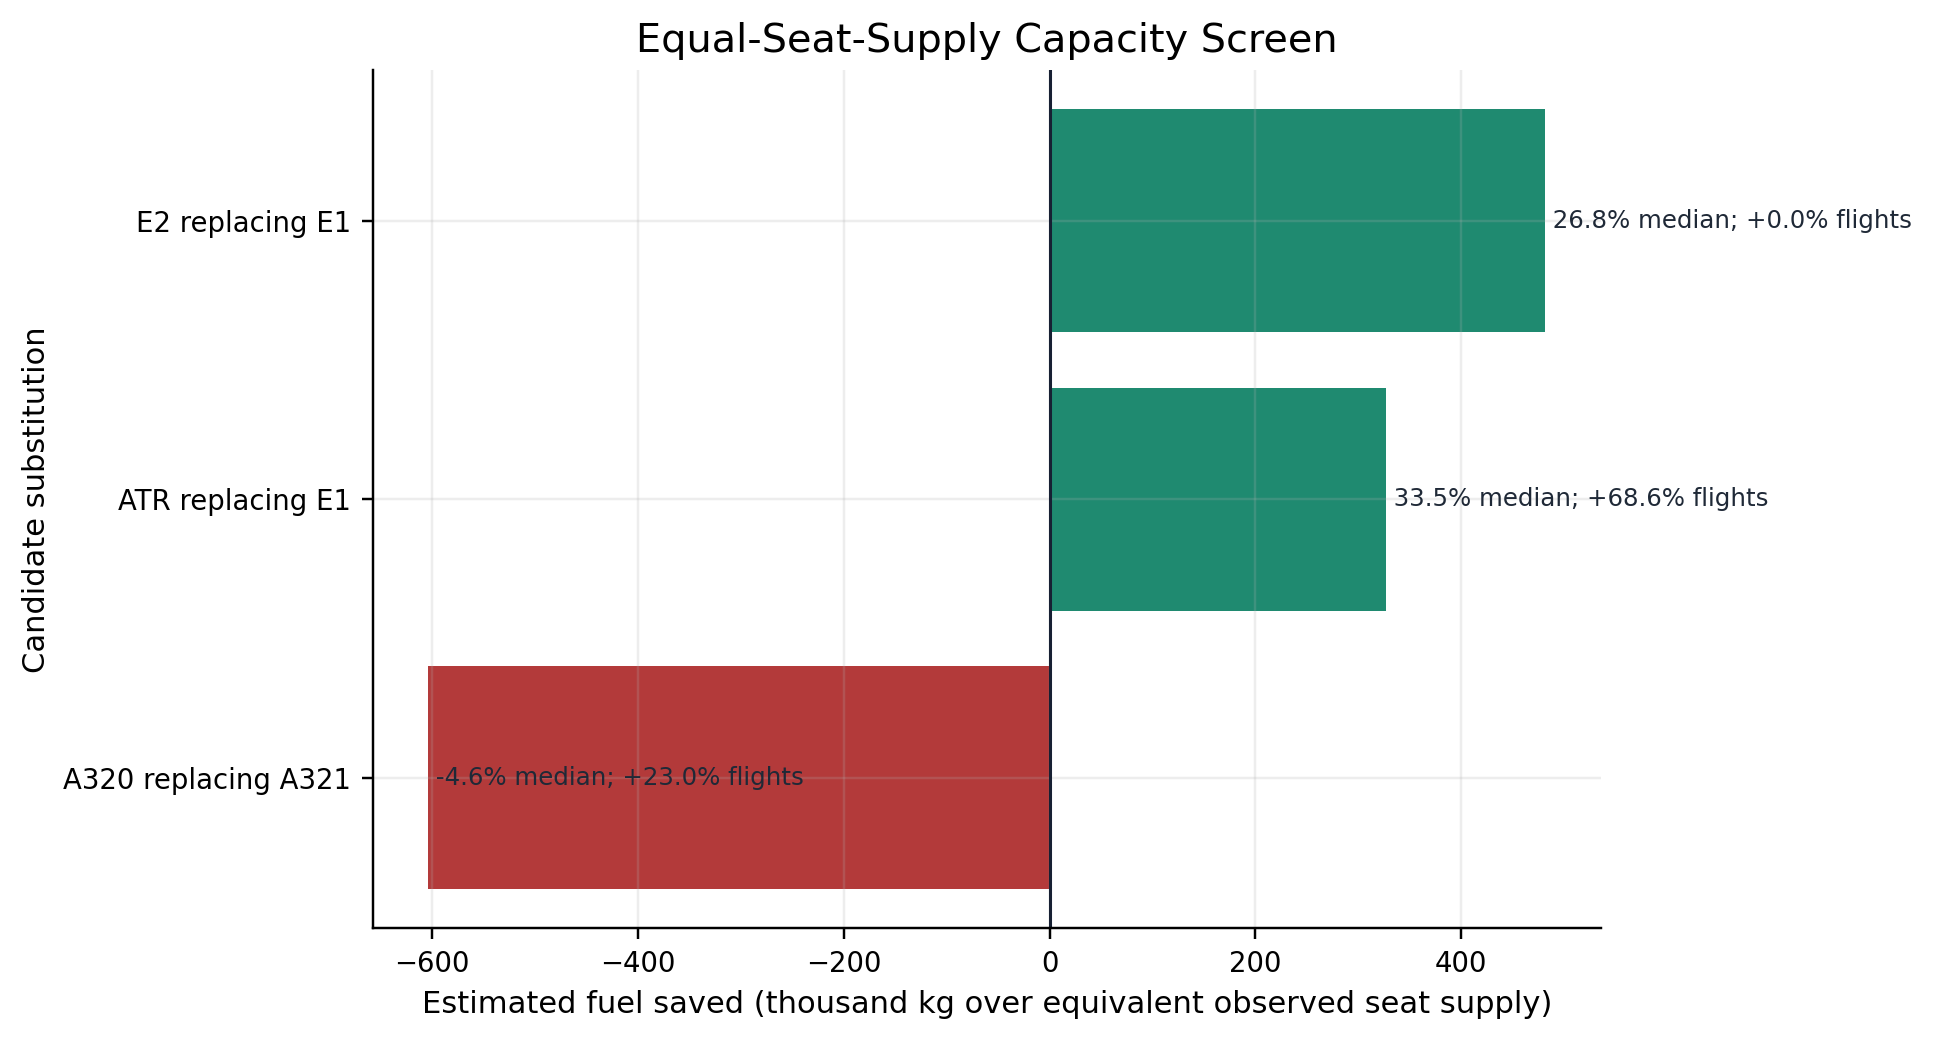 Equal-Seat-Supply Capacity Screen
Candidate substitution
E2 replacing E1
26.8% median; +0.0% flights
ATR replacing E1
33.5% median; +68.6% flights
A320 replacing A321
-4.6% median; +23.0% flights
−600 −400 −200 0 200 400
Estimated fuel saved (thousand kg over equivalent observed seat supply)